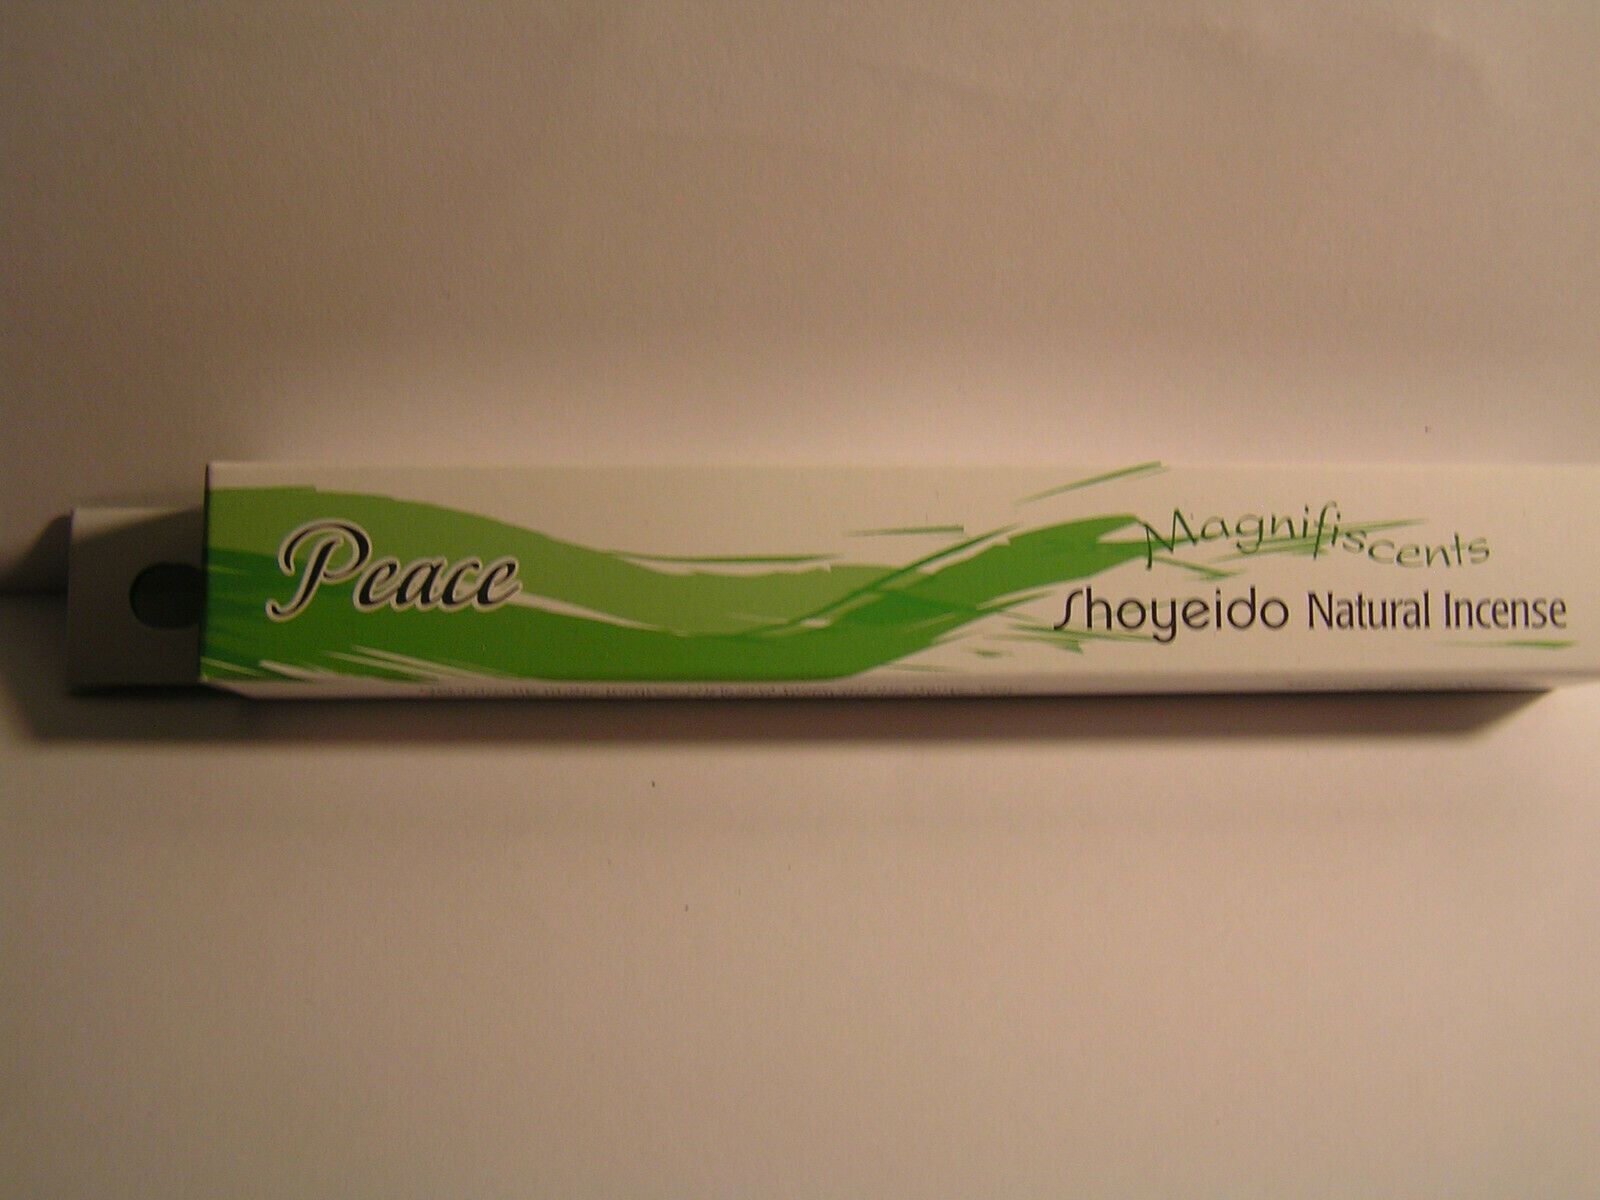 Peace
Magnifiscents
Shoyeido Natural Incense